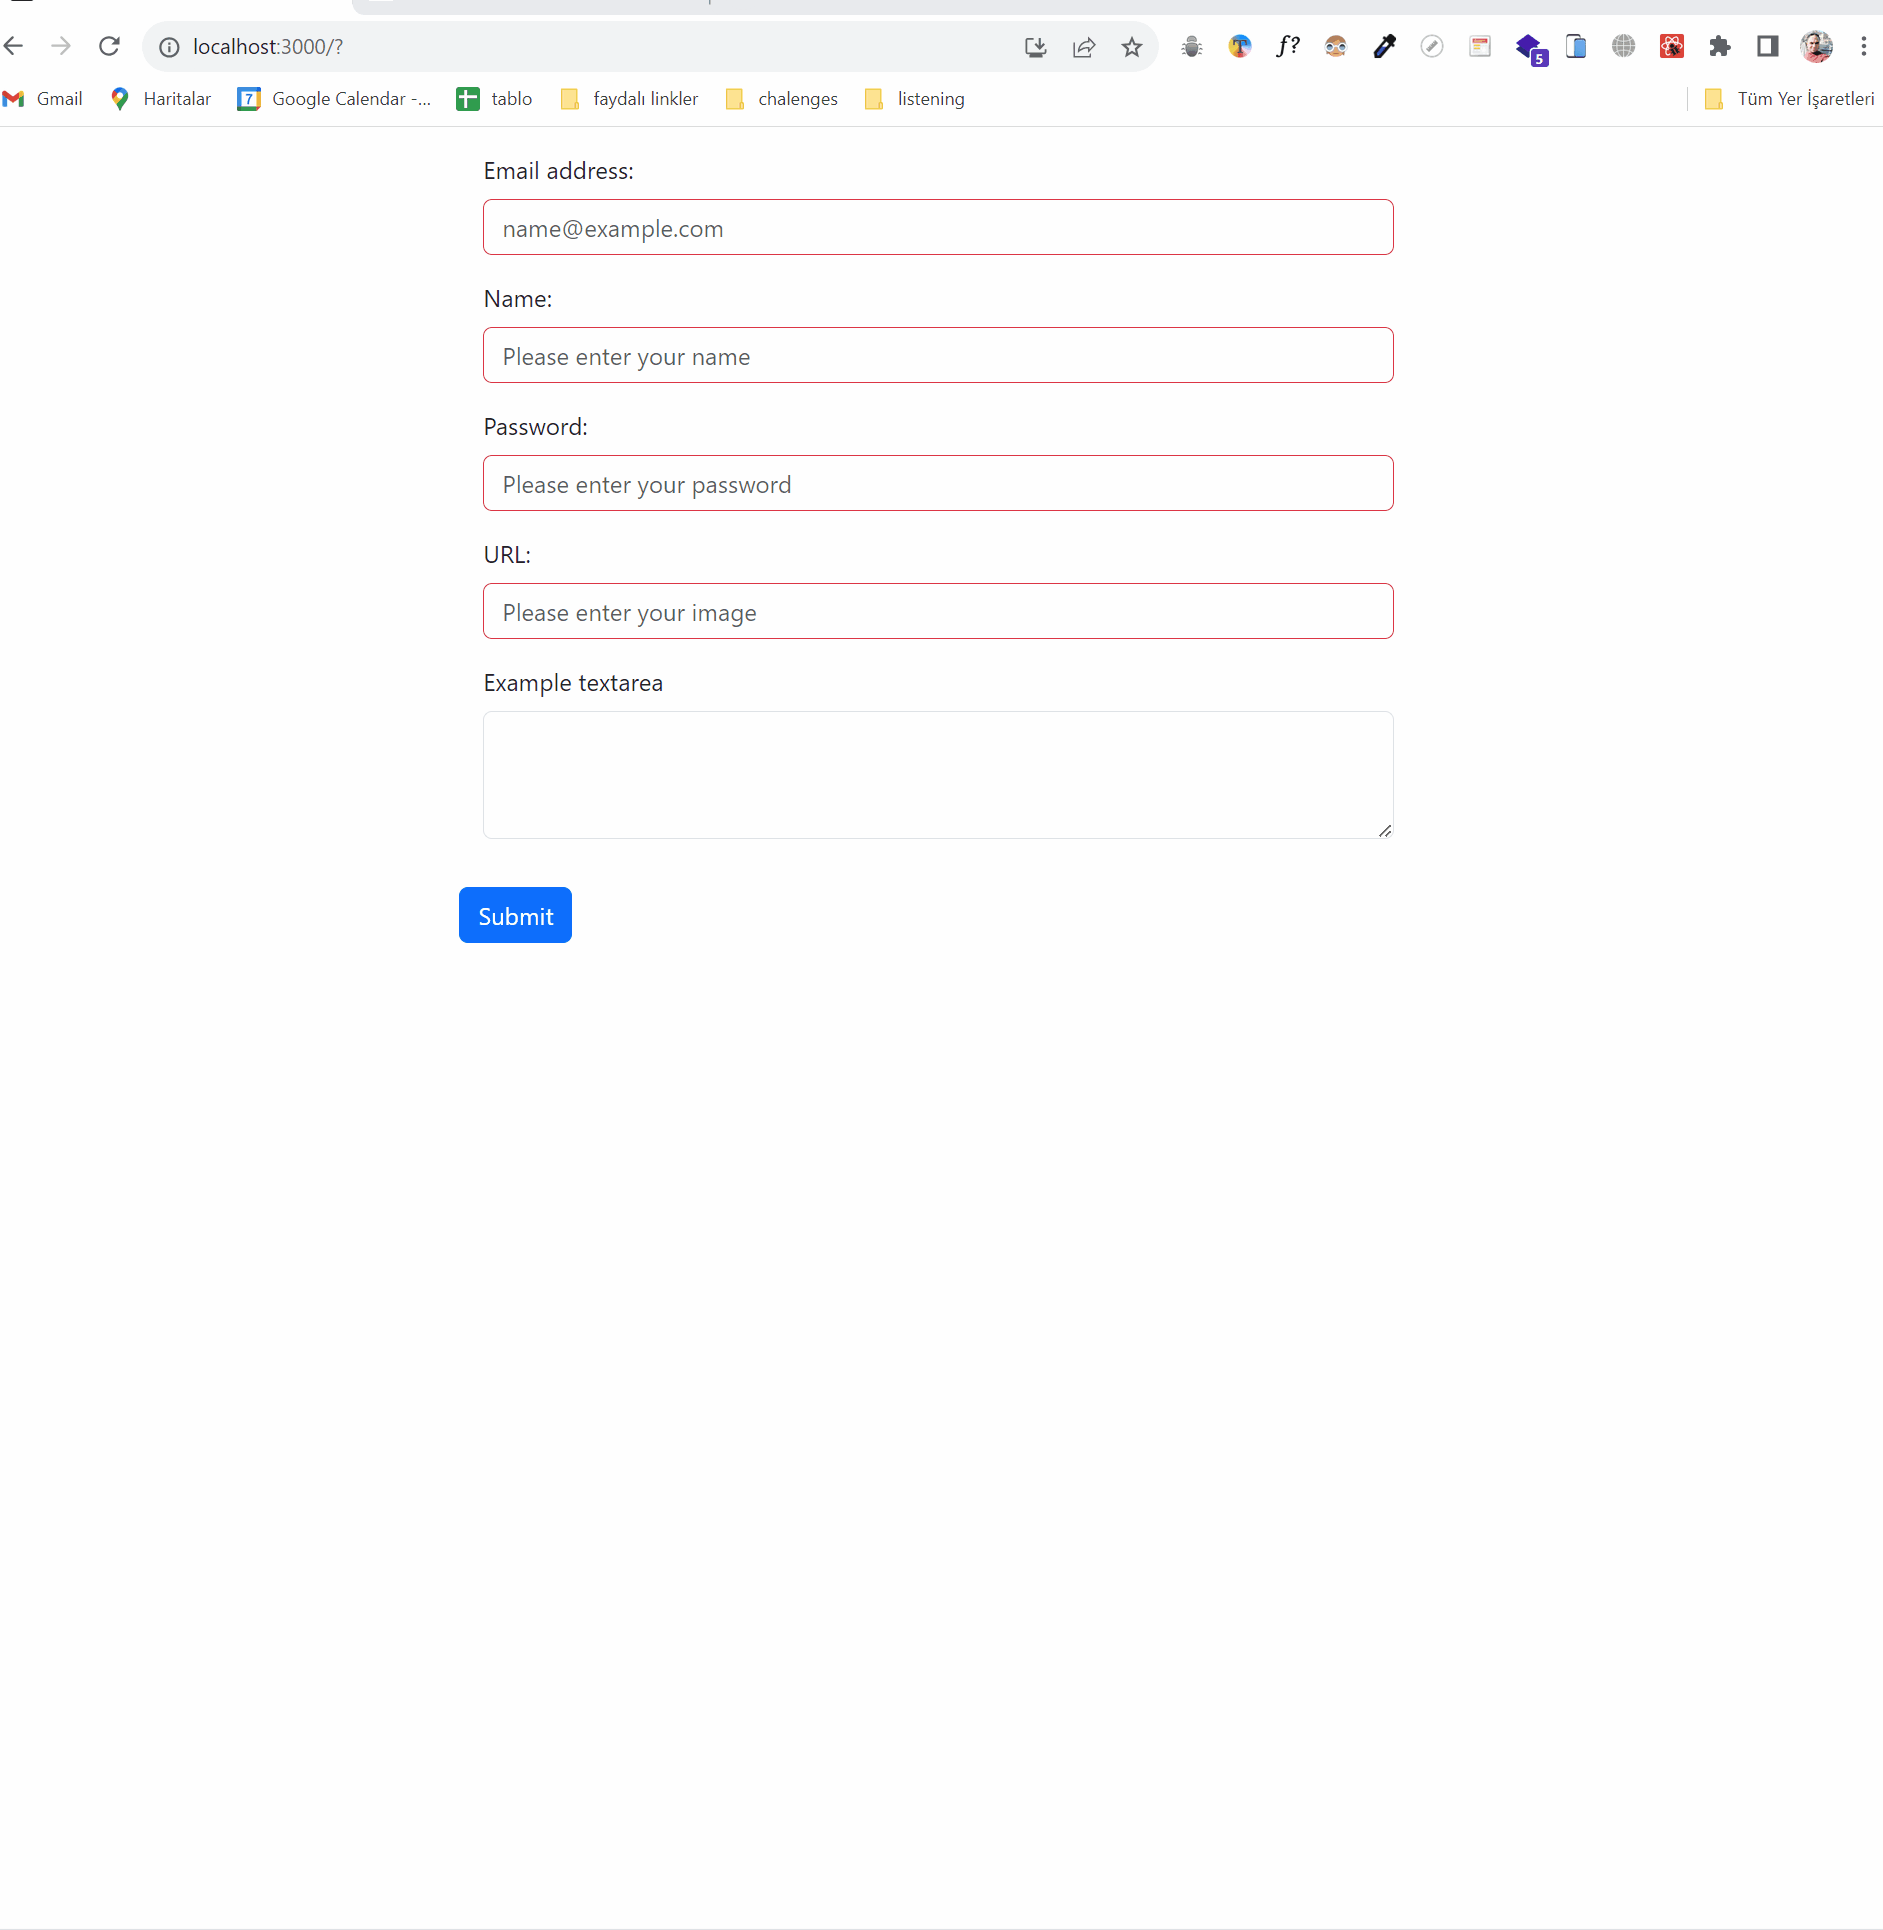 localhost:3000/?
f?
5
Gmail
Haritalar
7
Google Calendar -...
tablo
faydalı linkler
chalenges
listening
Tüm Yer İşaretleri
Email address:
name@example.com
Name:
Please enter your name
Password:
Please enter your password
URL:
Please enter your image
Example textarea
Submit